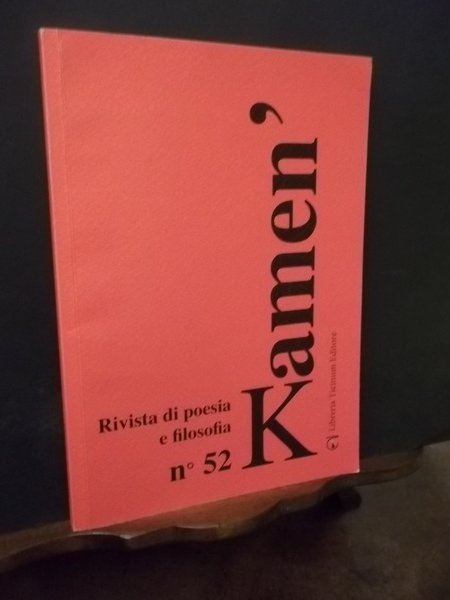 Kamen’
Rivista di poesia
e filosofia
n° 52
Libreria Ticinum Editore